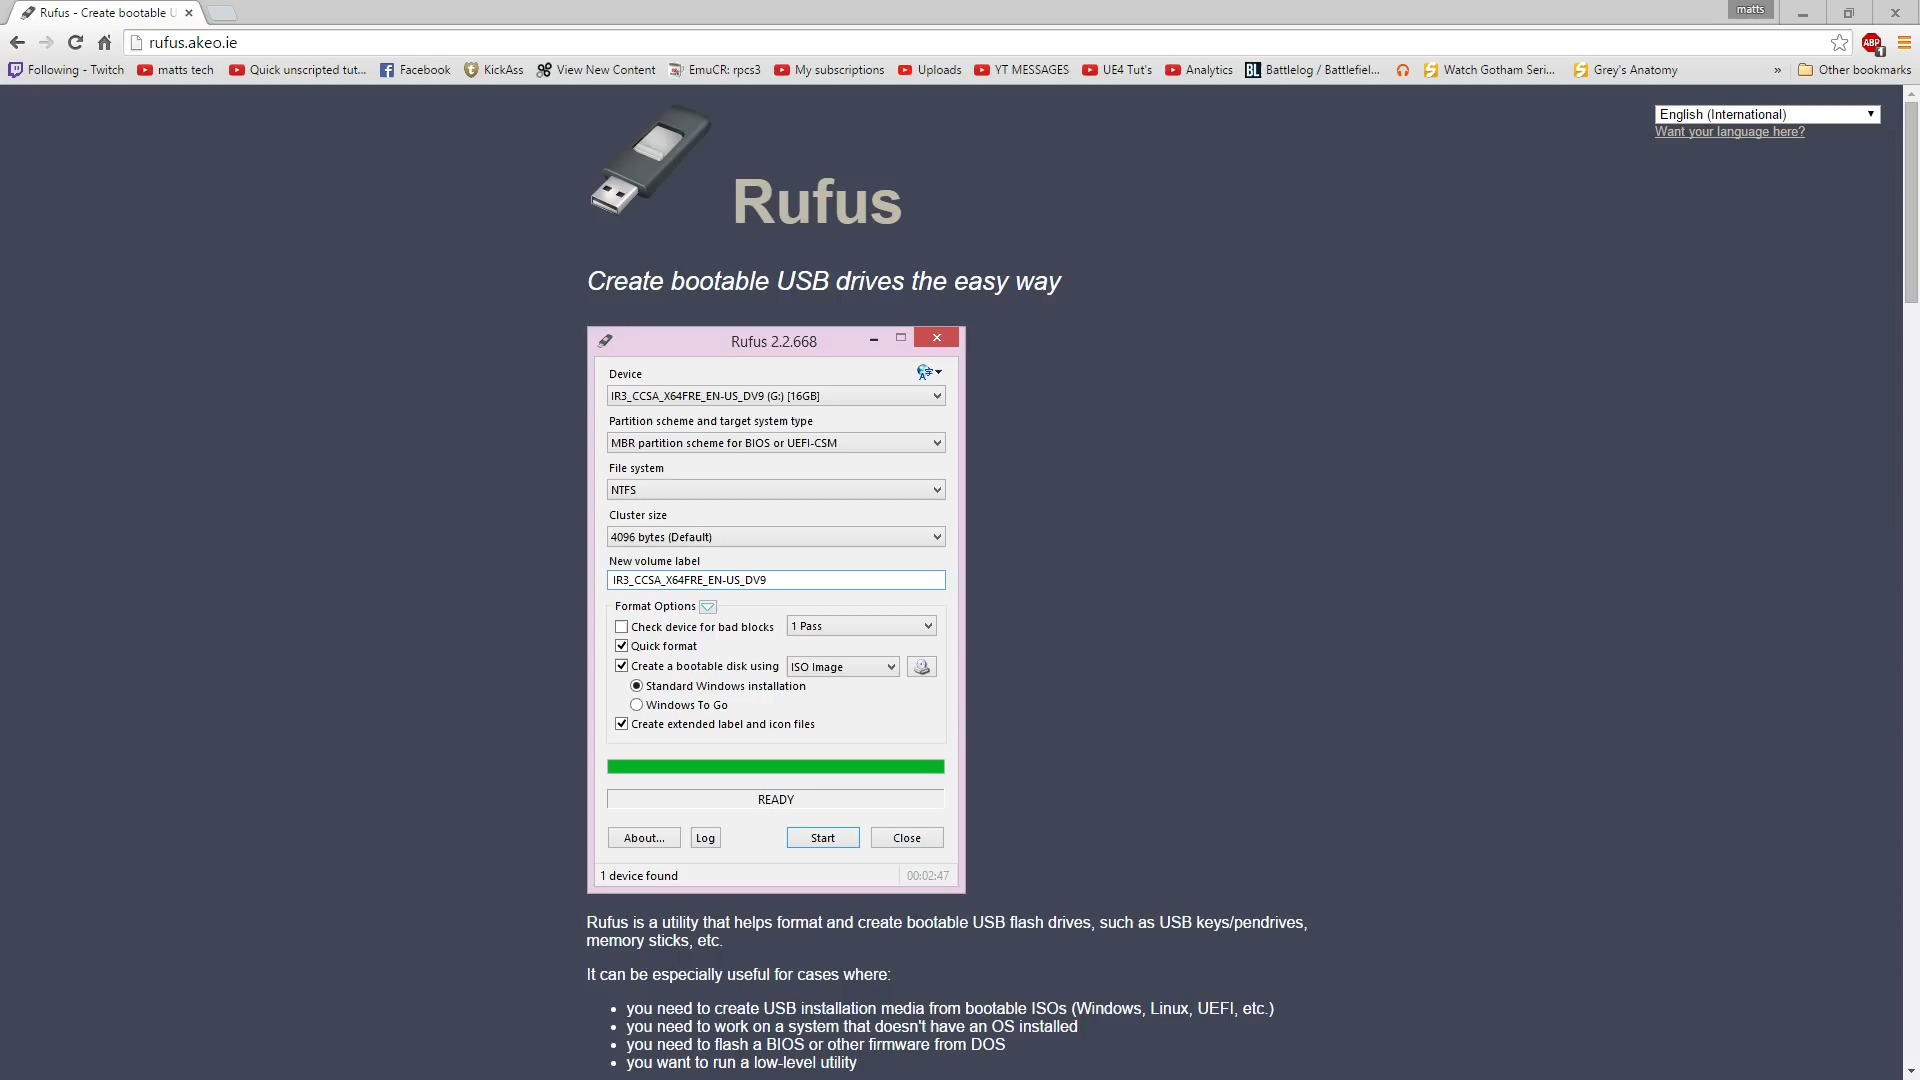 Rufus - Create bootable U
matts
rufus.akeo.ie
ABP
1
Following - Twitch
matts tech
Quick unscripted tut...
Facebook
KickAss
View New Content
EmuCR: rpcs3
My subscriptions
Uploads
YT MESSAGES
UE4 Tut's
Analytics
BL
Battlelog / Battlefiel...
Watch Gotham Seri...
Grey's Anatomy
»
Other bookmarks
English (International)
Want your language here?
Rufus
Create bootable USB drives the easy way
Rufus 2.2.668
Device
IR3_CCSA_X64FRE_EN-US_DV9 (G:) [16GB]
Partition scheme and target system type
MBR partition scheme for BIOS or UEFI-CSM
File system
NTFS
Cluster size
4096 bytes (Default)
New volume label
IR3_CCSA_X64FRE_EN-US_DV9
Format Options
Check device for bad blocks
1 Pass
Quick format
Create a bootable disk using
ISO Image
Standard Windows installation
Windows To Go
Create extended label and icon files
READY
About...
Log
Start
Close
1 device found
00:02:47
Rufus is a utility that helps format and create bootable USB flash drives, such as USB keys/pendrives,
memory sticks, etc.
It can be especially useful for cases where:
• you need to create USB installation media from bootable ISOs (Windows, Linux, UEFI, etc.)
• you need to work on a system that doesn't have an OS installed
• you need to flash a BIOS or other firmware from DOS
• you want to run a low-level utility